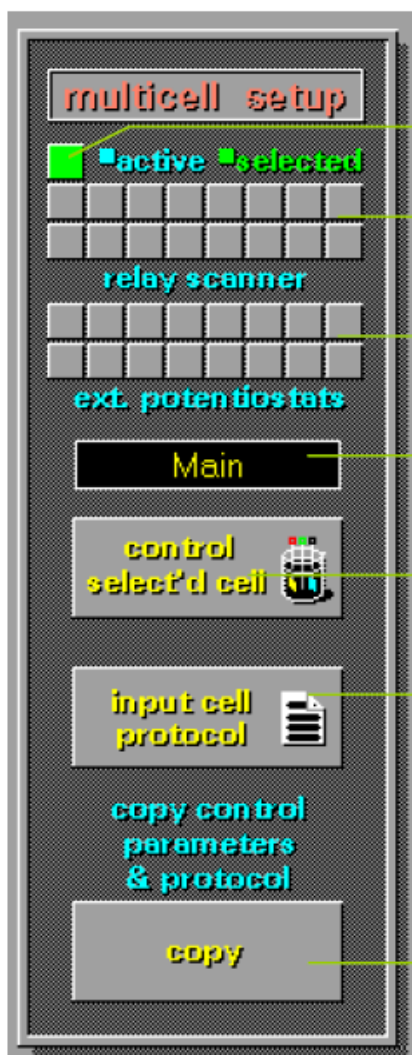 multicell setup
active selected
relay scanner
ext. potentiostats
Main
control
select'd cell
input cell
protocol
copy control
parameters
& protocol
copy